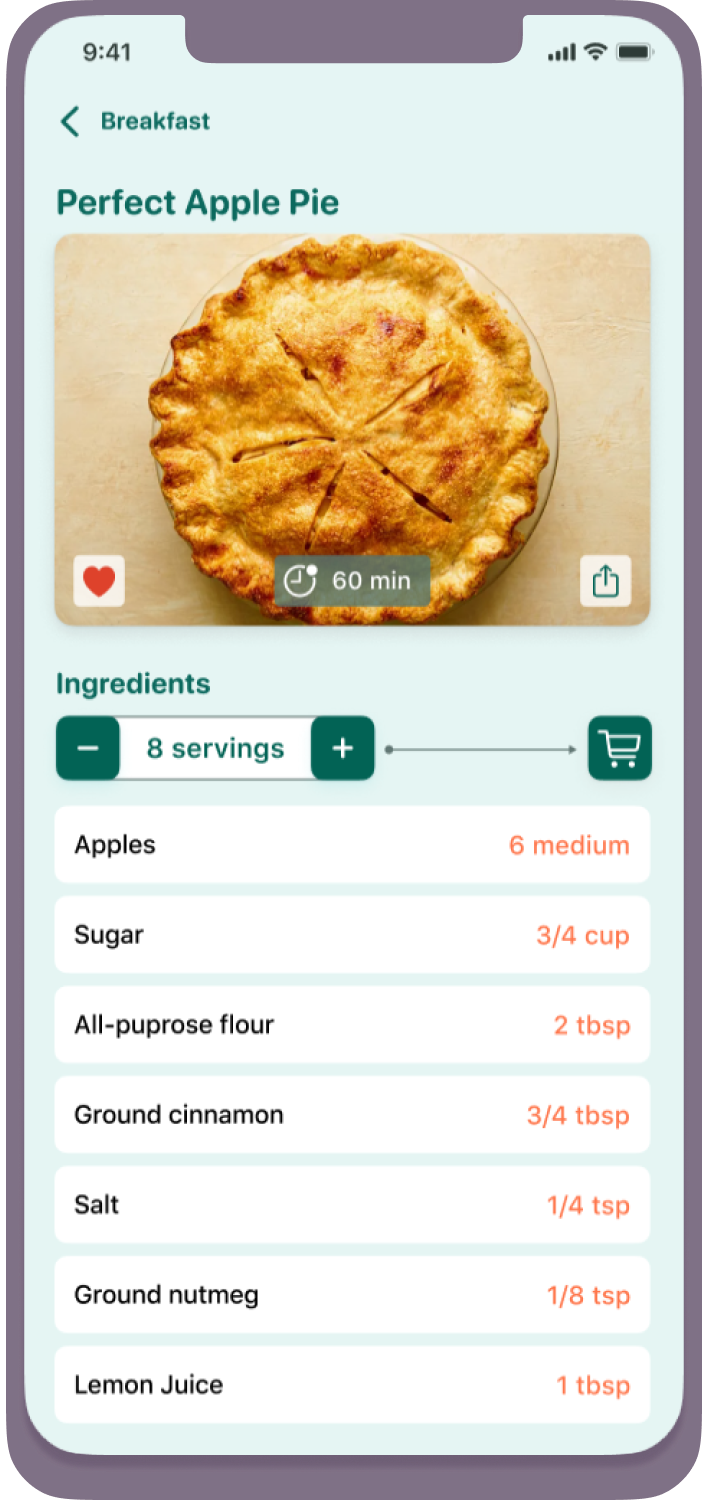 9:41
Breakfast
Perfect Apple Pie
60 min
Ingredients
− 8 servings +
Apples 6 medium
Sugar 3/4 cup
All-puprose flour 2 tbsp
Ground cinnamon 3/4 tbsp
Salt 1/4 tsp
Ground nutmeg 1/8 tsp
Lemon Juice 1 tbsp